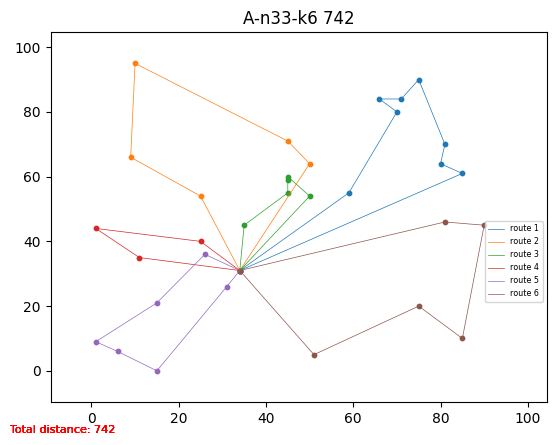 A-n33-k6 742
100
80
60
40
20
0
0 20 40 60 80 100
route 1
route 2
route 3
route 4
route 5
route 6
Total distance: 742